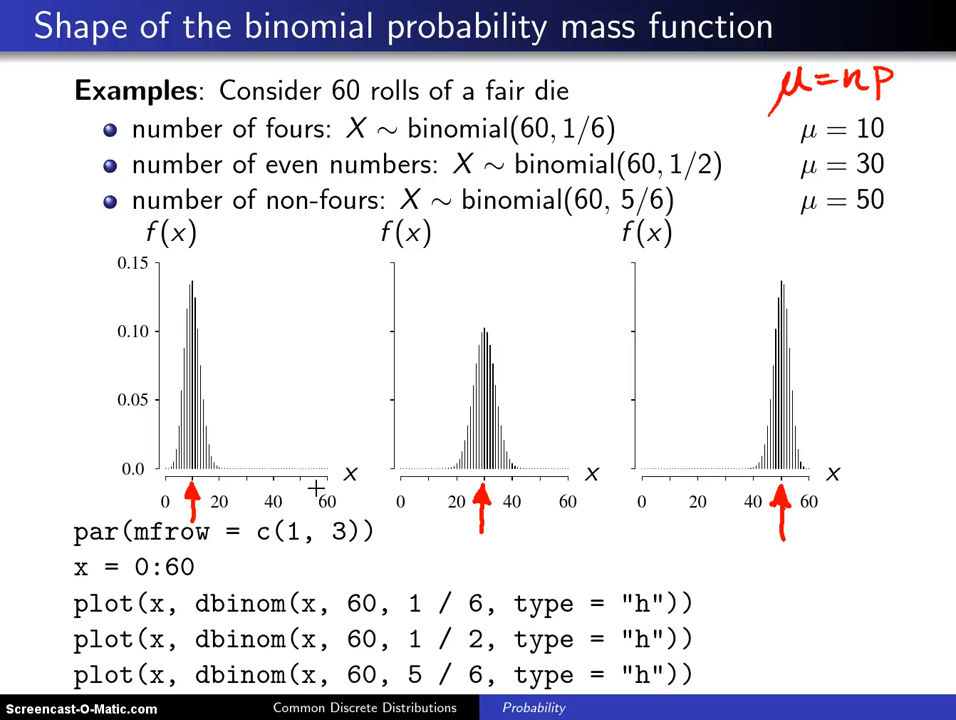 Shape of the binomial probability mass function
μ=np
Examples: Consider 60 rolls of a fair die
number of fours: X ∼ binomial(60, 1/6) μ = 10
number of even numbers: X ∼ binomial(60, 1/2) μ = 30
number of non-fours: X ∼ binomial(60, 5/6) μ = 50
f(x) f(x) f(x)
0.15
0.10
0.05
0.0
x x x
0 20 40 60 0 20 40 60 0 20 40 60
par(mfrow = c(1, 3))
x = 0:60
plot(x, dbinom(x, 60, 1 / 6, type = "h"))
plot(x, dbinom(x, 60, 1 / 2, type = "h"))
plot(x, dbinom(x, 60, 5 / 6, type = "h"))
Screencast-O-Matic.com Common Discrete Distributions Probability